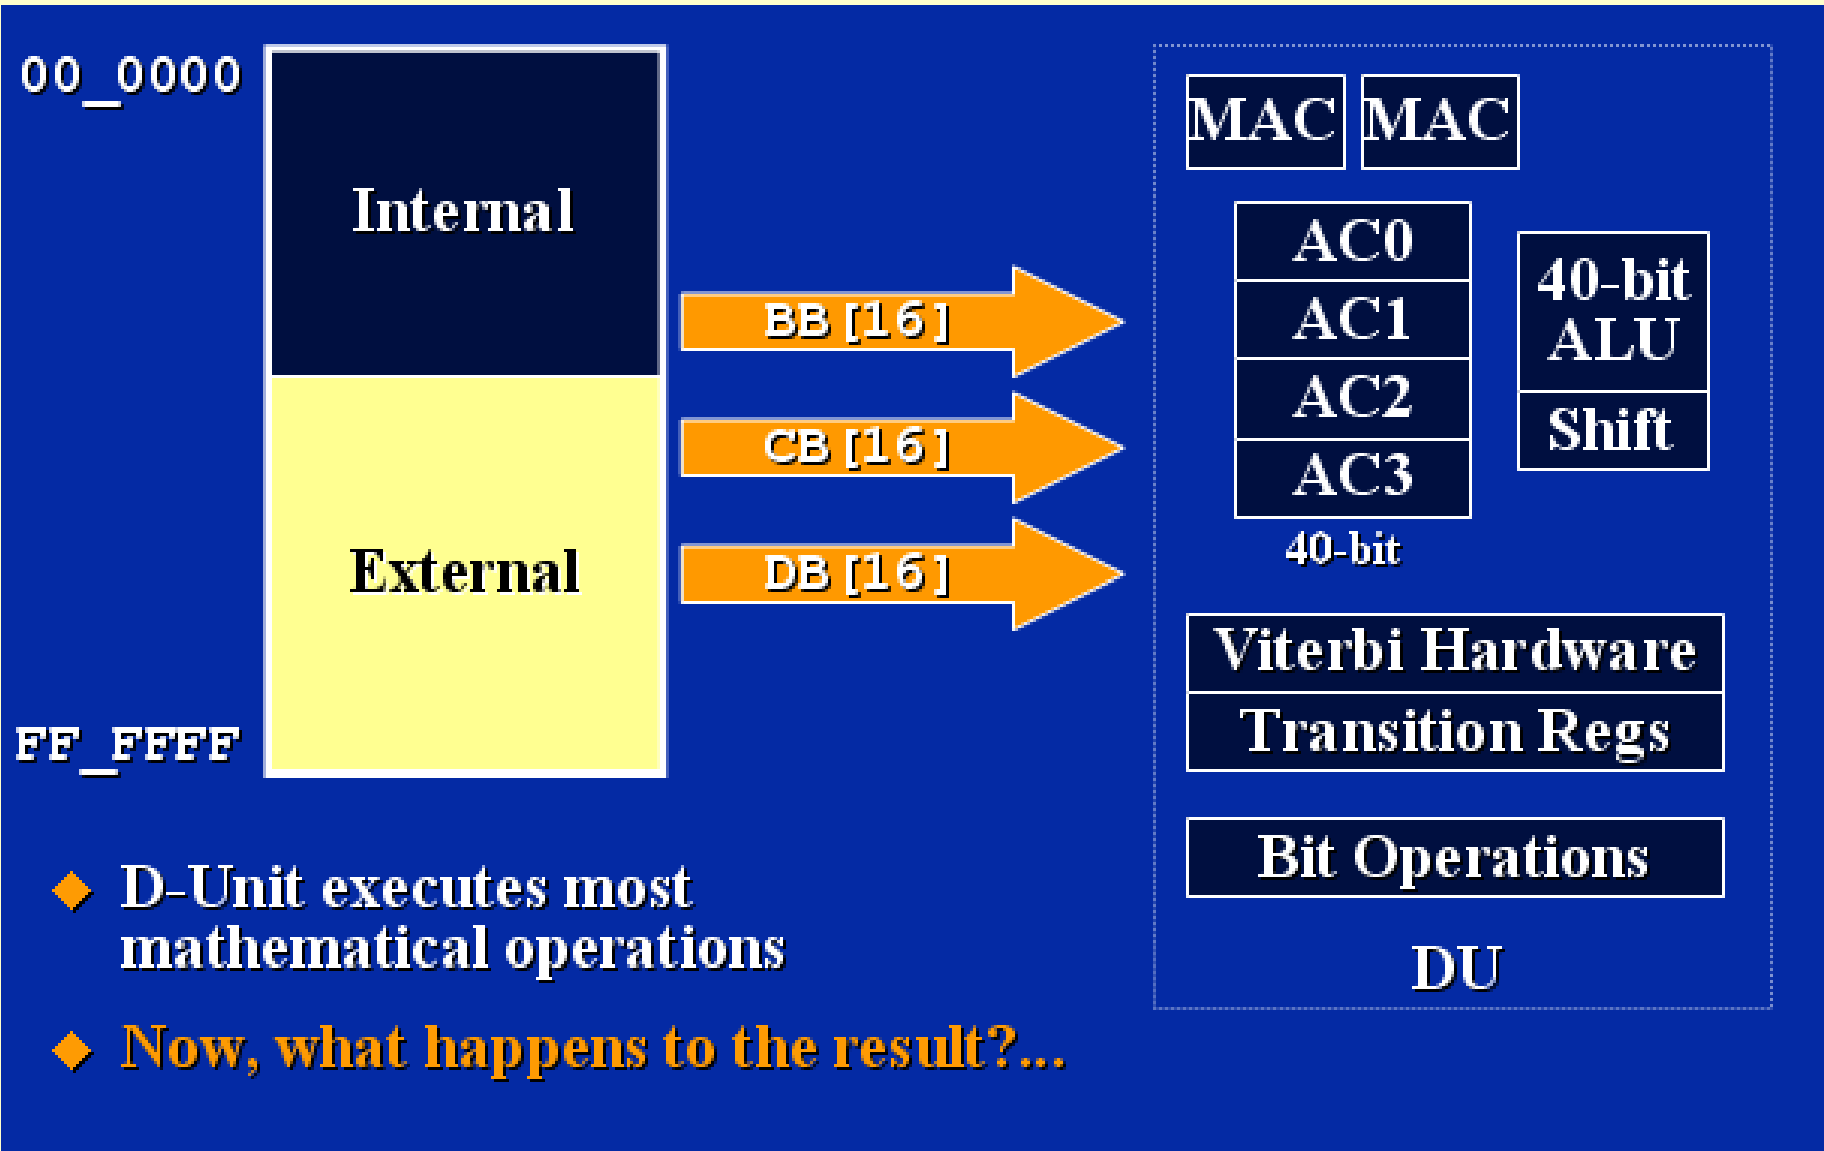 00_0000
Internal
External
FF_FFFF
BB[16]
CB[16]
DB[16]
MAC MAC
AC0
AC1
AC2
AC3
40-bit
40-bit
ALU
Shift
Viterbi Hardware
Transition Regs
Bit Operations
DU
D-Unit executes most
mathematical operations
Now, what happens to the result?...